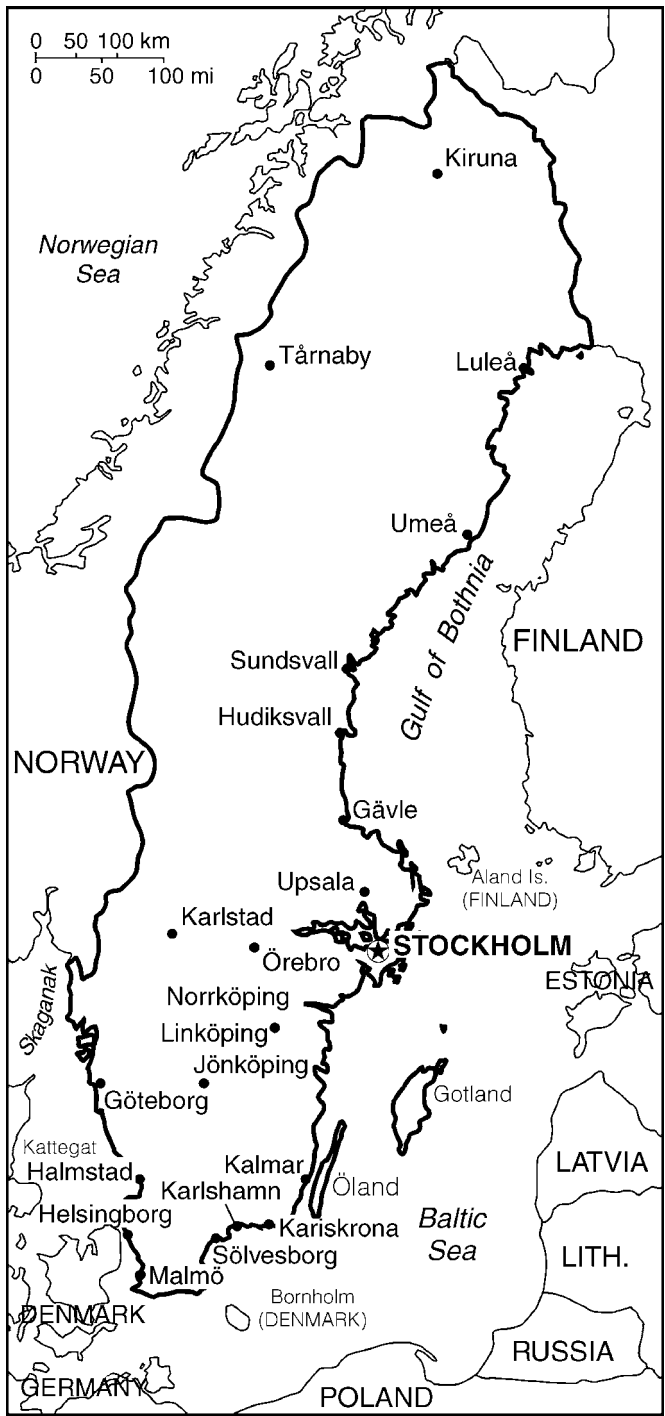 0 50 100 km
0 50 100 mi
Kiruna
Norwegian
Sea
Tårnaby
Luleå
Umeå
Gulf of Bothnia
FINLAND
Sundsvall
Hudiksvall
NORWAY
Gävle
Upsala
Aland Is.
(FINLAND)
Karlstad
STOCKHOLM
Örebro
ESTONIA
Skaganak
Norrköping
Linköping
Jönköping
Göteborg
Gotland
Kattegat
Halmstad
Kalmar
LATVIA
Karlshamn
Öland
Helsingborg
Kariskrona
Baltic
Sea
Sölvesborg
LITH.
Malmö
Bornholm
(DENMARK)
DENMARK
RUSSIA
GERMANY
POLAND